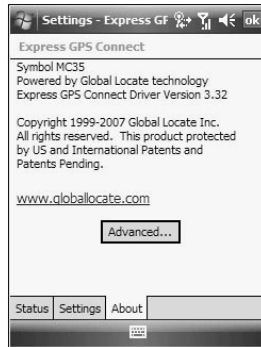 Settings - Express GF
ok
Express GPS Connect
Symbol MC35
Powered by Global Locate technology
Express GPS Connect Driver Version 3.32
Copyright 1999-2007 Global Locate Inc.
All rights reserved. This product protected
by US and International Patents and
Patents Pending.
www.globallocate.com
Advanced...
Status Settings About